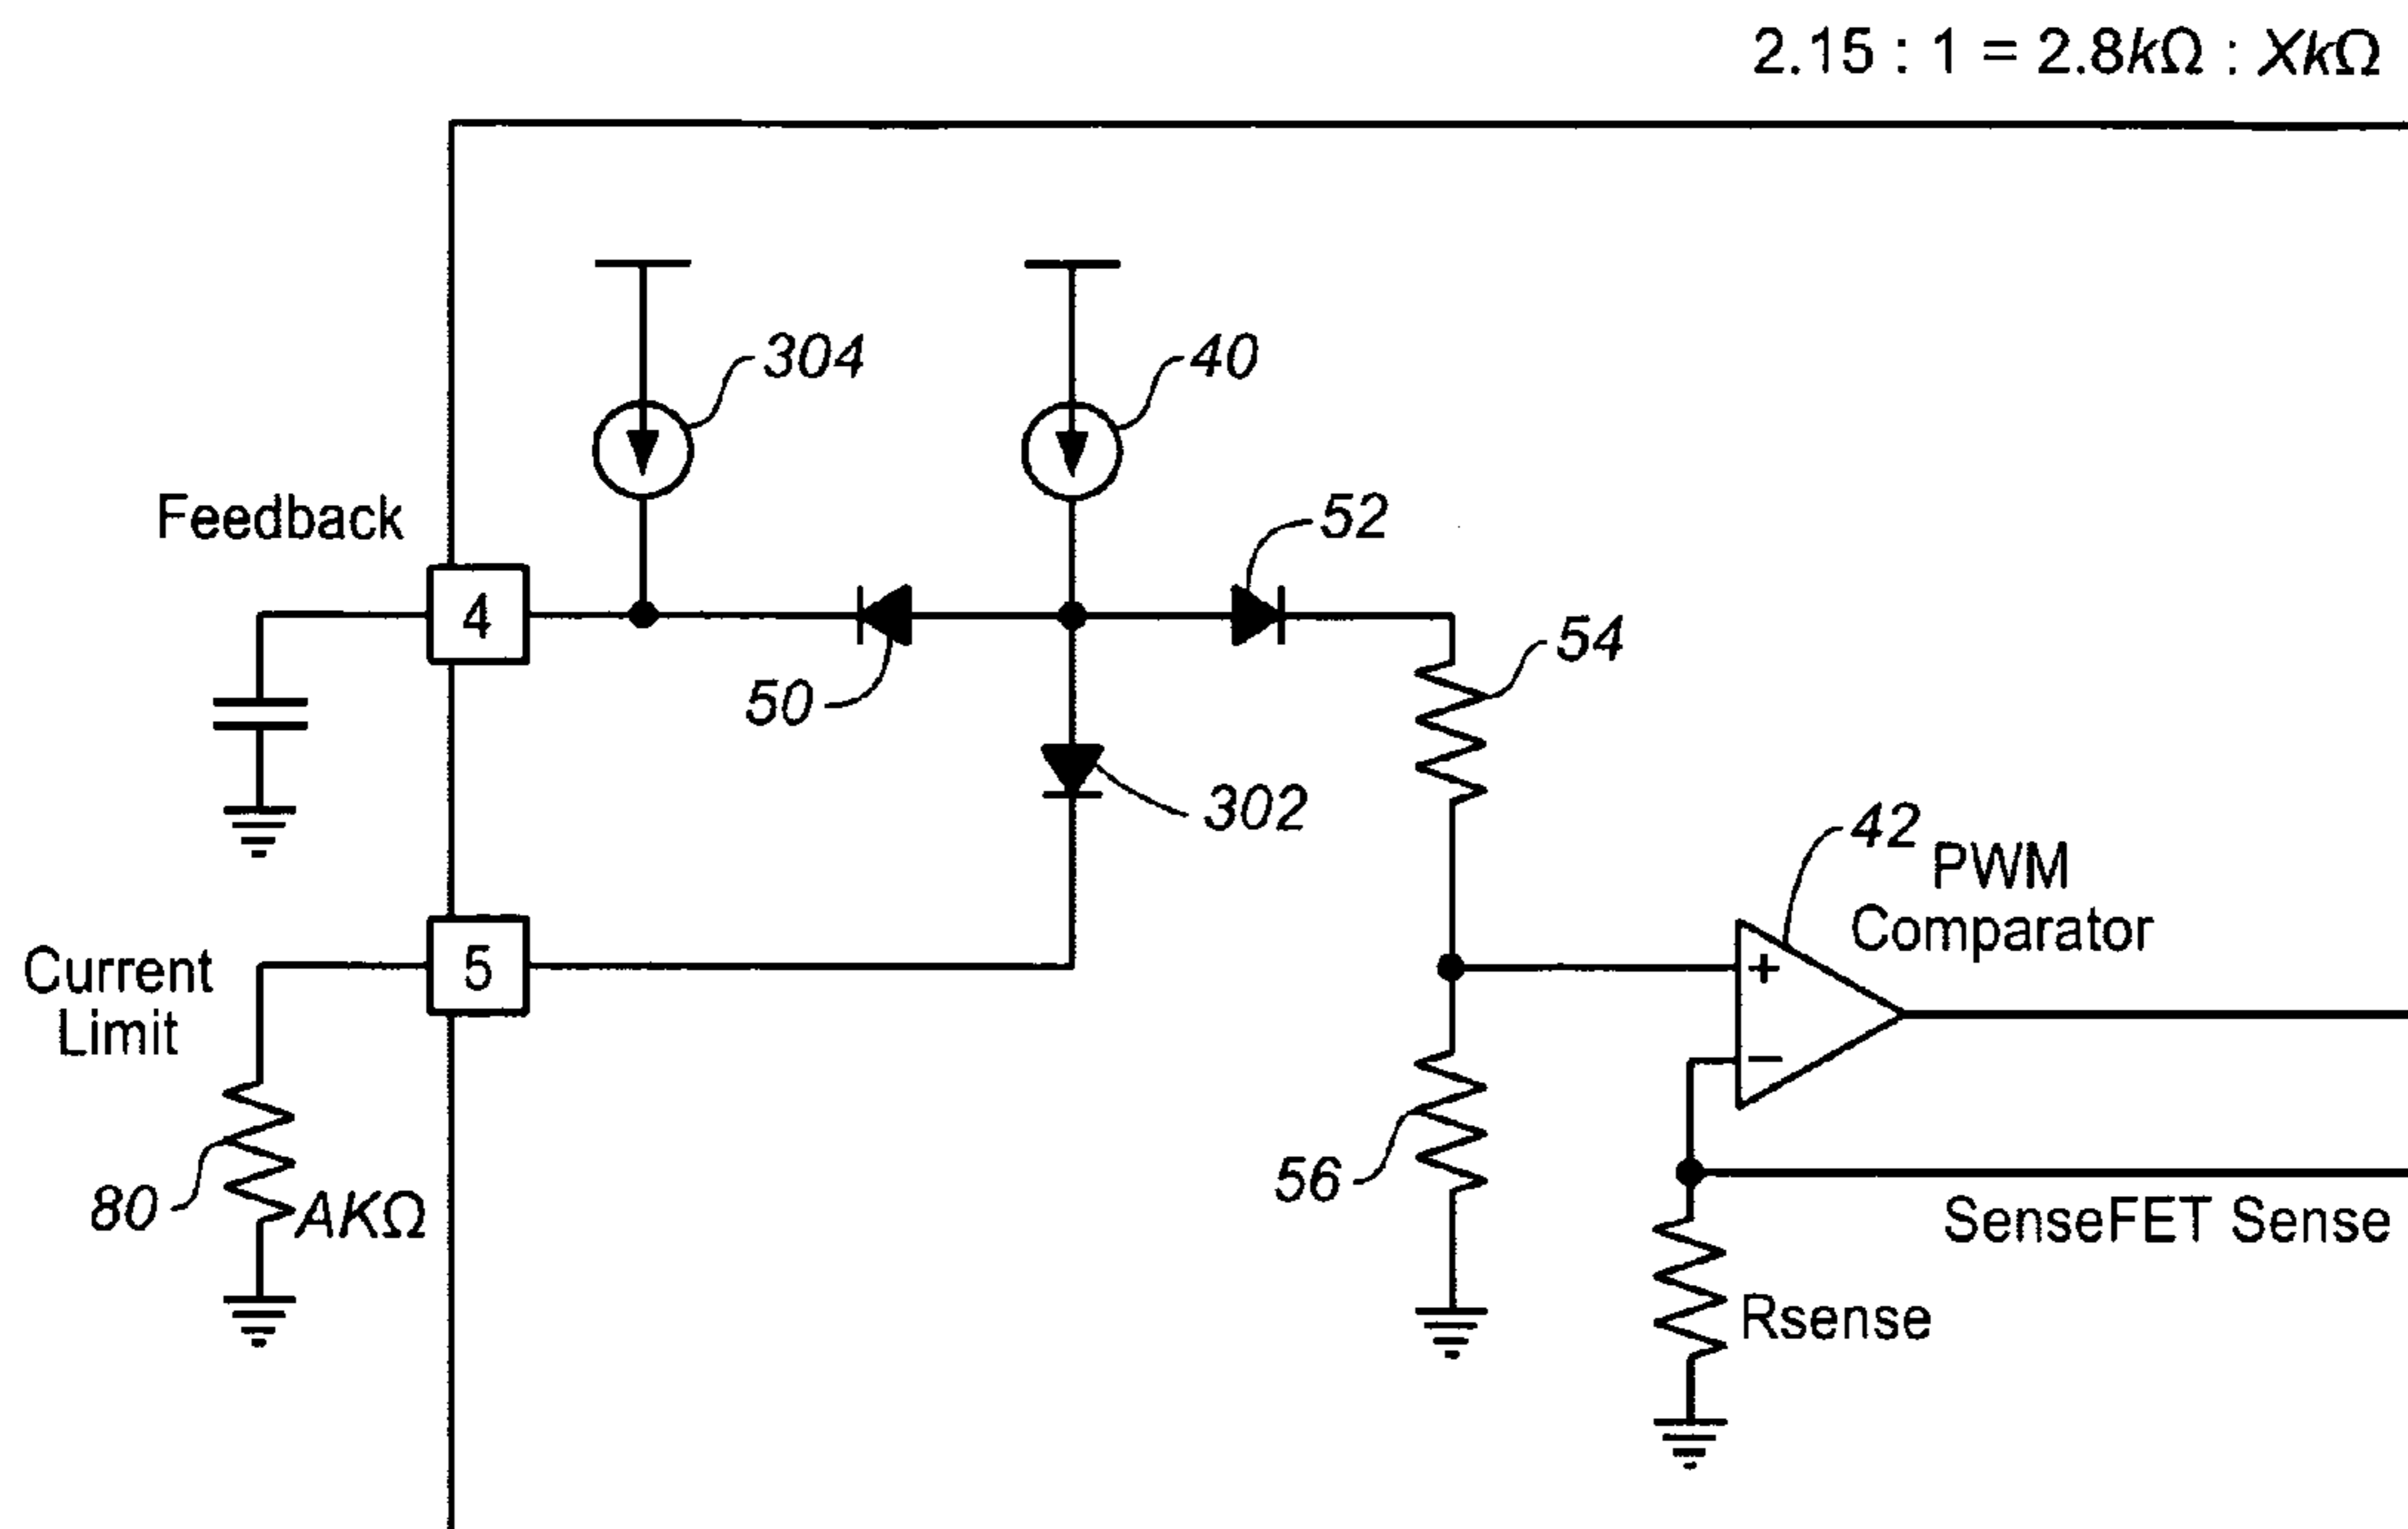 2.15 : 1 = 2.8kΩ : XkΩ
304
40
Feedback
52
4
54
50
302
42
PWM
Comparator
Current
Limit
5
+
−
80
AKΩ
56
SenseFET Sense
Rsense